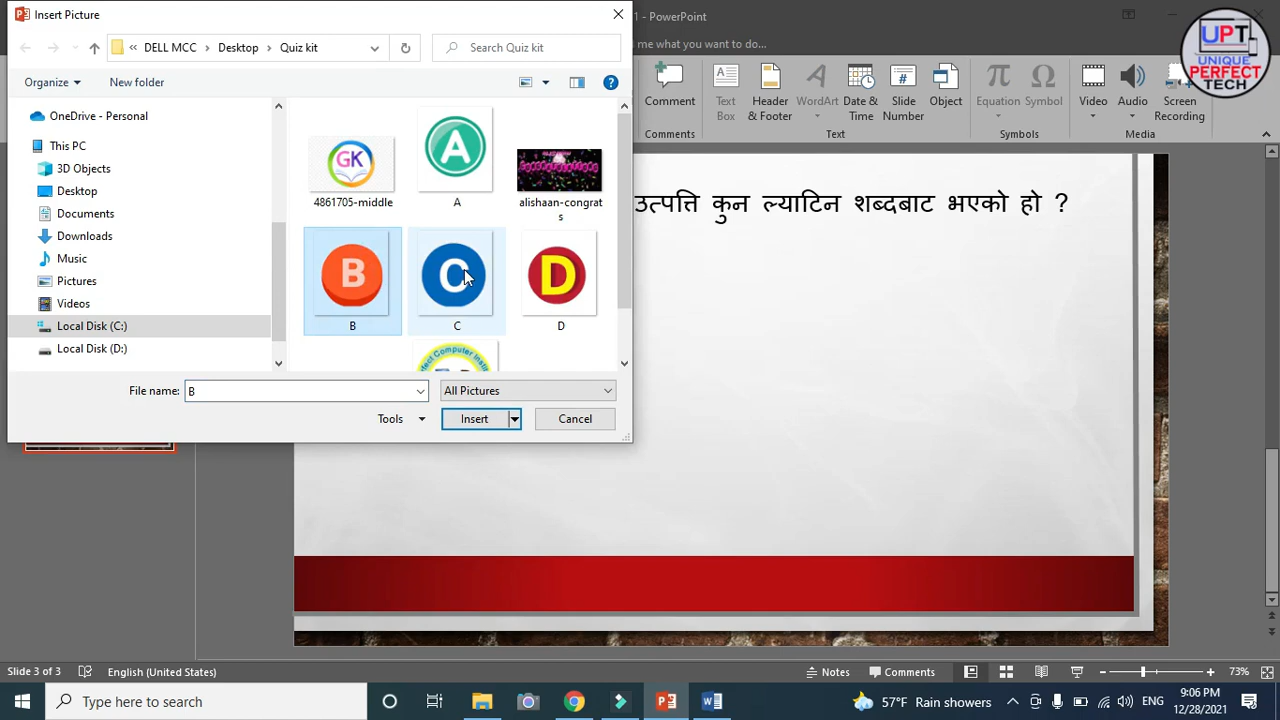 Insert Picture
1 - PowerPoint
DELL MCC > Desktop > Quiz kit
Search Quiz kit
me what you want to do...
UPT
UNIQUE
PERFECT
TECH
Organize
New folder
Comment
Text
Box
Header
& Footer
WordArt
Date &
Time
Slide
Number
Object
Equation
Symbol
Video
Audio
Screen
Recording
Comments
Text
Symbols
Media
OneDrive - Personal
This PC
3D Objects
Desktop
Documents
Downloads
Music
Pictures
Videos
Local Disk (C:)
Local Disk (D:)
GK
A
4861705-middle
A
alishaan-congrat
s
B
C
D
B
C
D
उत्पत्ति कुन ल्याटिन शब्दबाट भएको हो ?
File name:
B
All Pictures
Tools
Insert
Cancel
Slide 3 of 3
English (United States)
Notes
Comments
73%
Type here to search
57°F Rain showers
ENG
9:06 PM
12/28/2021